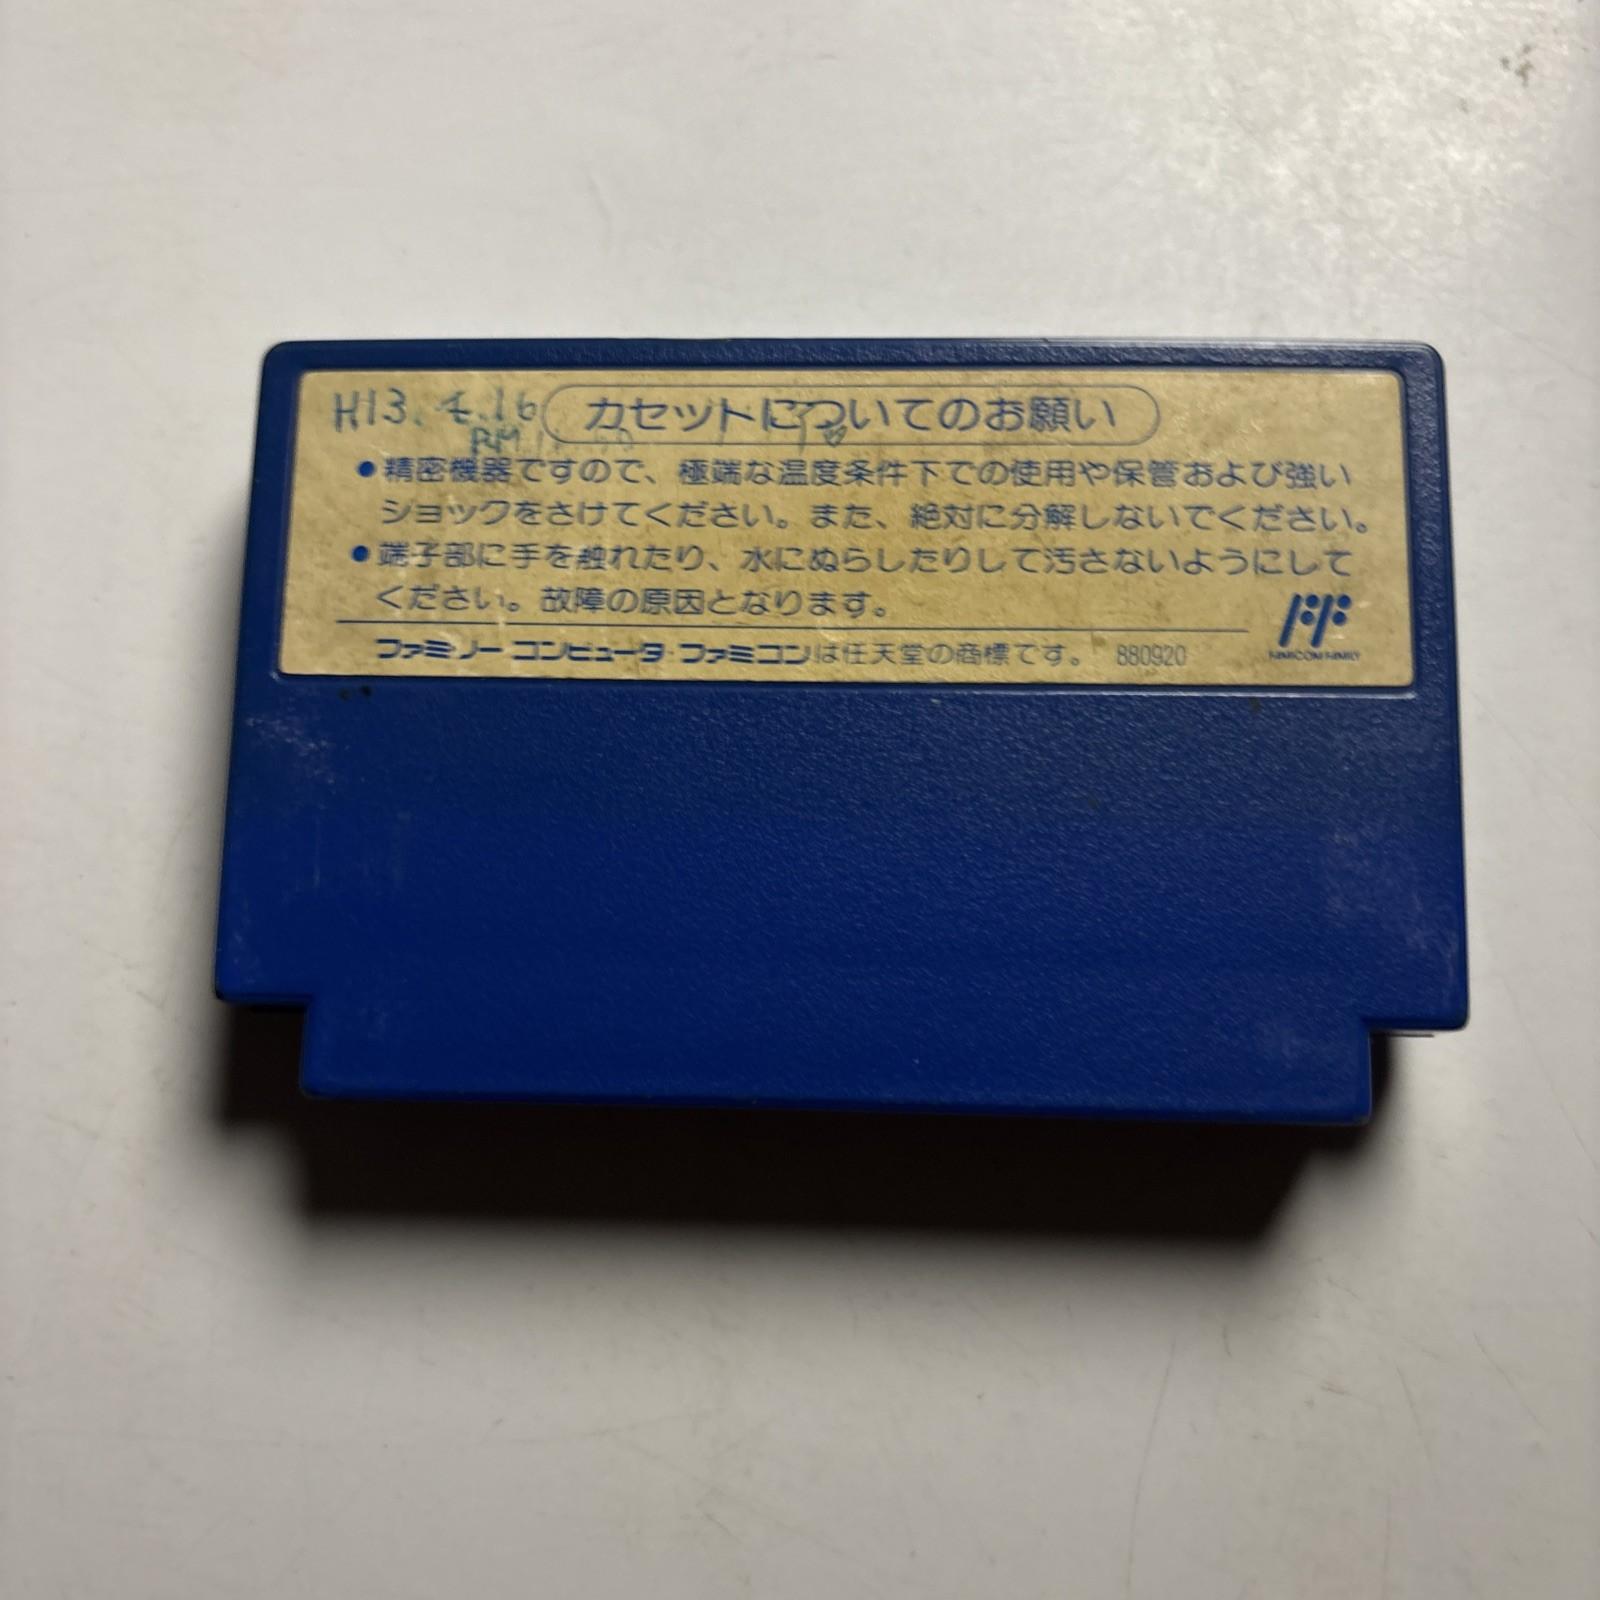 H13. 4.16
カセットについてのお願い
●精密機器ですので、極端な温度条件下での使用や保管および強い
ショックをさけてください。また、絶対に分解しないでください。
●端子部に手を触れたり、水にぬらしたりして汚さないようにして
ください。故障の原因となります。
ファミリーコンピュータ・ファミコンは任天堂の商標です。 880920
FAMICOM FAMILY